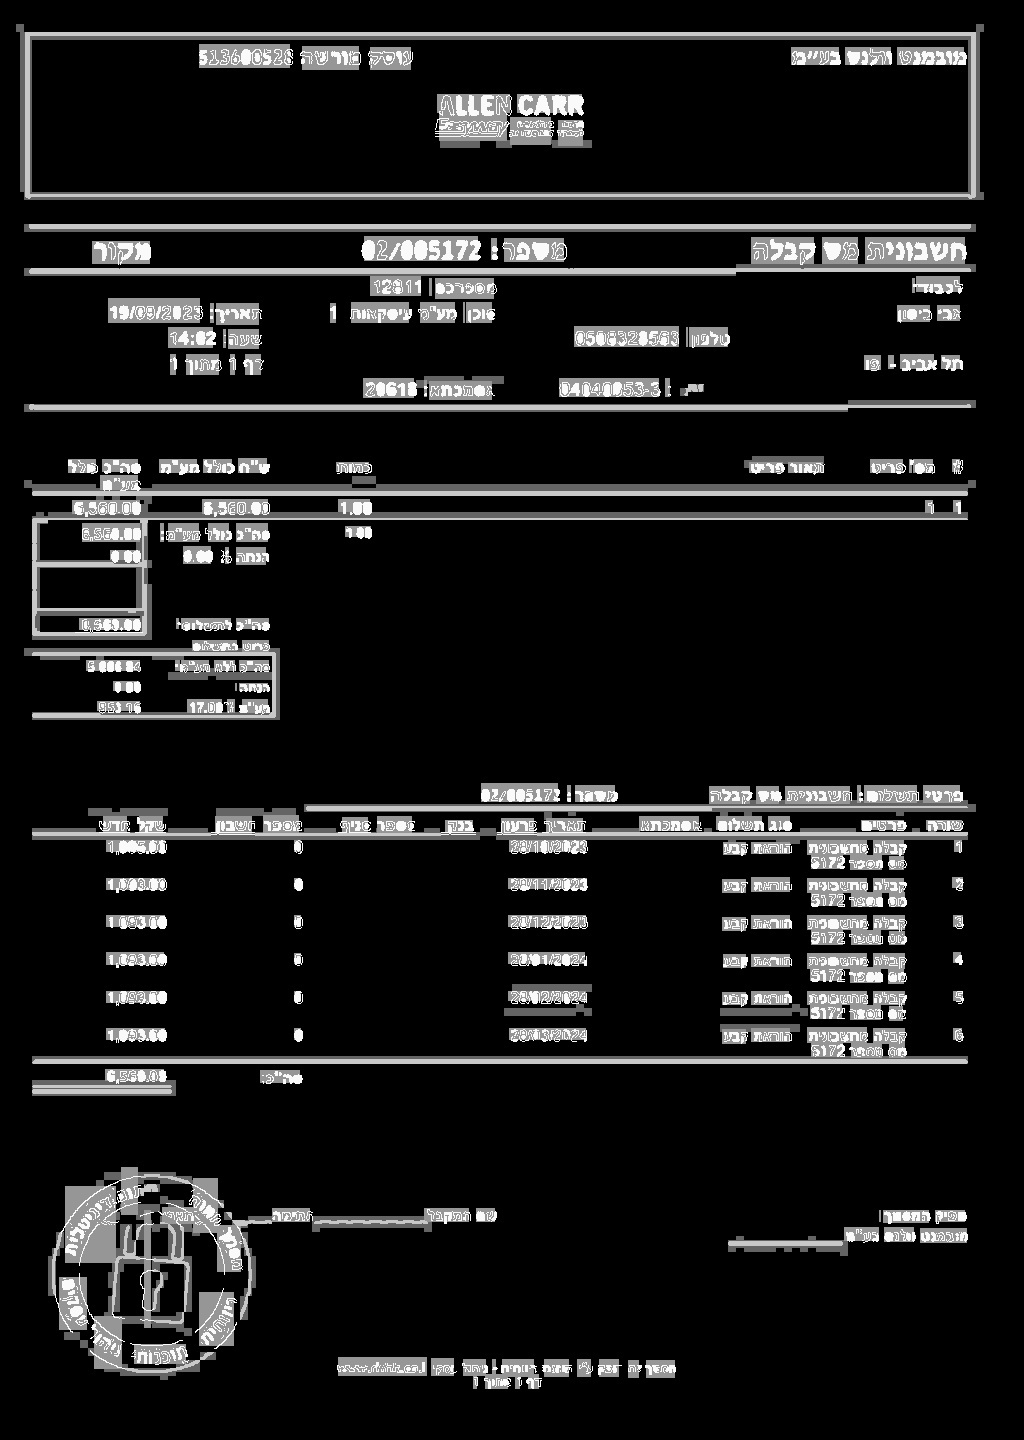 מובמנט וולנס בע״מ עוסק מורשה 513600528
ALLEN CARR
Easyway
חשבונית מס קבלה מספר: 02/005172 מקור
לכבוד: מספרכם: 12811
סוכן מע"מ עיסקאות 1 תאריך: 19/09/2023
טלפון: 0508328563 שעה: 14:02
תל אביב - יפו דף 1 מתוך 1
04040053-3 אסמכתא: 20618
# מס' פריט תאור פריט כמות ש"ח כולל מע"מ סה"כ כולל מע"מ
1 1 1.00 6,560.00 6,560.00
1.00 סה"כ כולל מע"מ: 6,560.00
הנחה % 0.00 0.00
סה"כ לתשלום: 6,560.00
פרוט התשלום
סה"כ ללא מע"מ: 5,606.84
הנחה: 0.00
מע"מ 17.00% 953.16
פרטי תשלום: חשבונית מס קבלה מספר: 02/005172
שורה פרטים סוג תשלום אסמכתא תאריך פרעון בנק מספר סניף מספר חשבון שקל חדש
1 קבלה מחשבונית הוראת קבע 28/10/2023 0 1,095.00
מס מספר 5172
2 קבלה מחשבונית הוראת קבע 28/11/2023 0 1,093.00
מס מספר 5172
3 קבלה מחשבונית הוראת קבע 28/12/2023 0 1,093.00
מס מספר 5172
4 קבלה מחשבונית הוראת קבע 28/01/2024 0 1,093.00
מס מספר 5172
5 קבלה מחשבונית הוראת קבע 28/02/2024 0 1,093.00
מס מספר 5172
6 קבלה מחשבונית הוראת קבע 28/03/2024 0 1,093.00
מס מספר 5172
סה"כ: 6,560.00
מפיק המסמך:
מובמנט וולנס בע"מ
שם המקבל חתימה תאריך
תוכנות ניהול עסקים
דף 1 מתוך 1